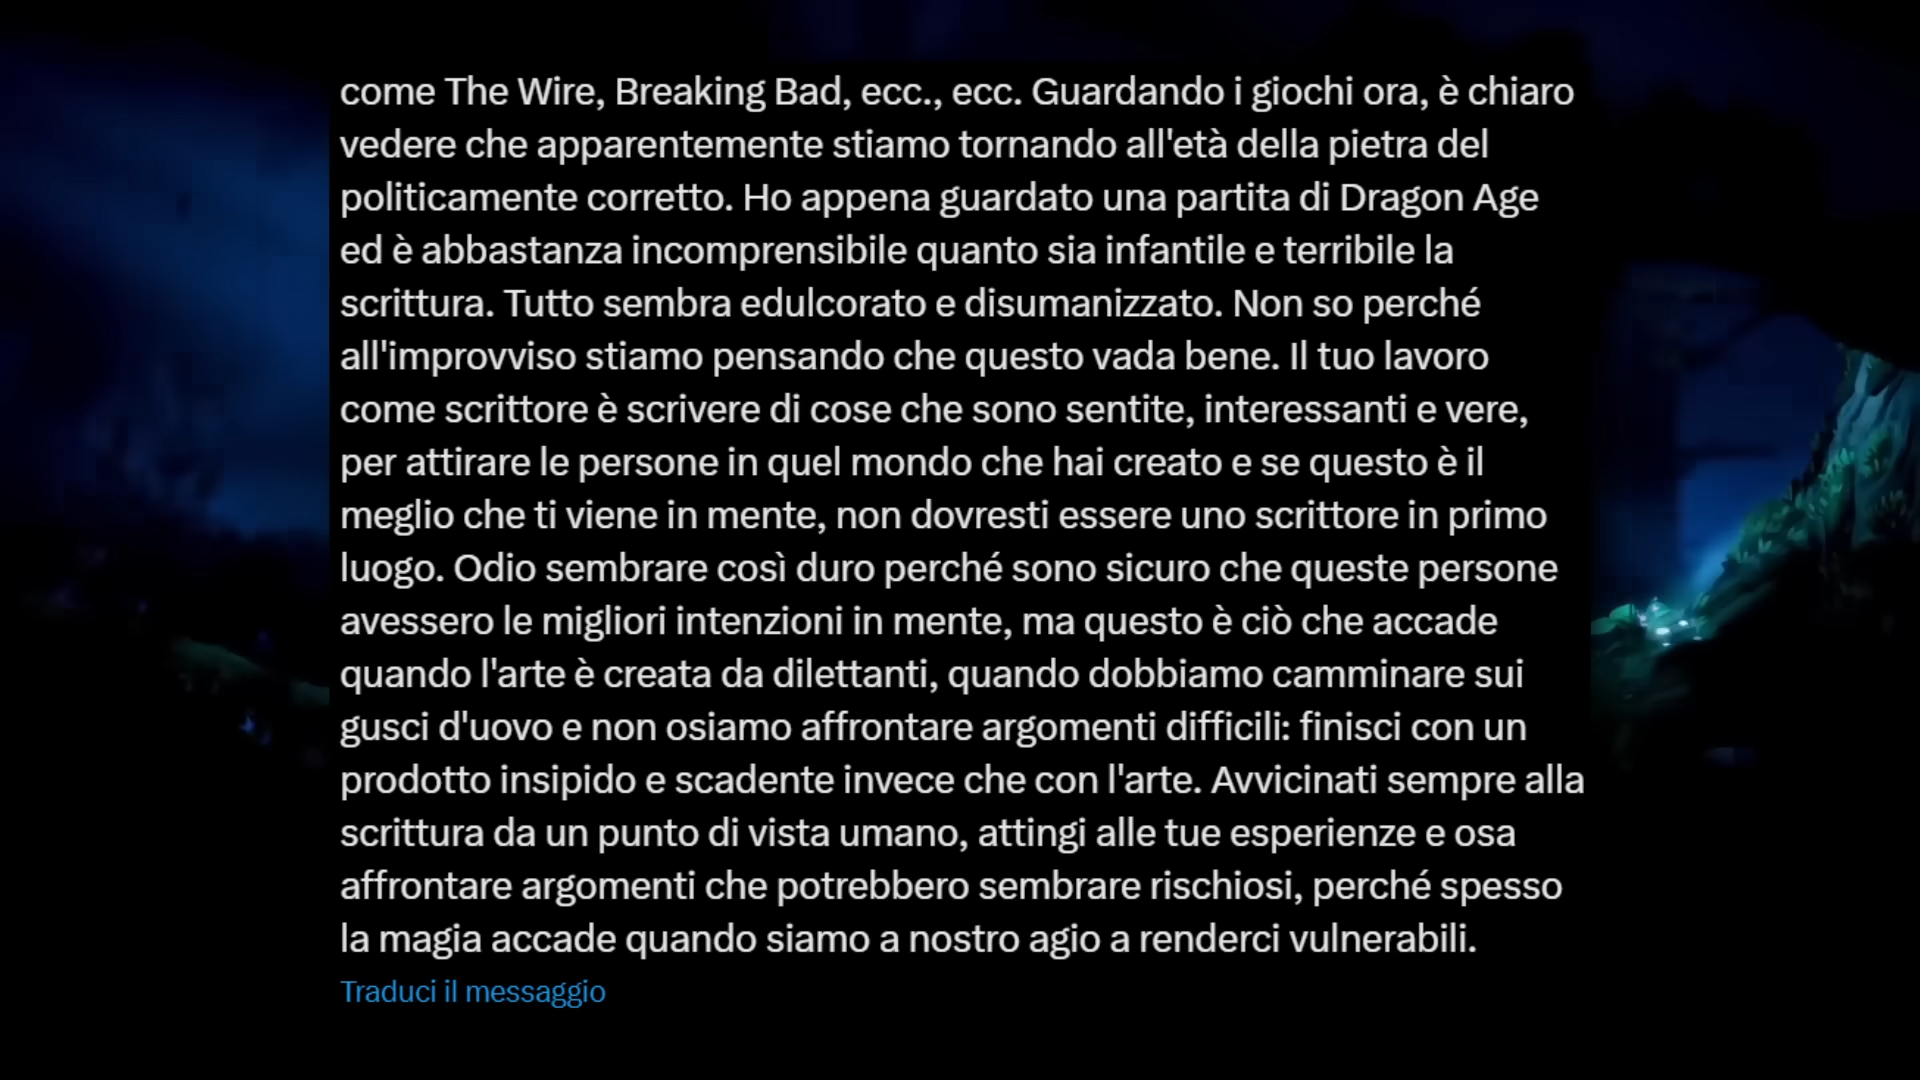 come The Wire, Breaking Bad, ecc., ecc. Guardando i giochi ora, è chiaro
vedere che apparentemente stiamo tornando all'età della pietra del
politicamente corretto. Ho appena guardato una partita di Dragon Age
ed è abbastanza incomprensibile quanto sia infantile e terribile la
scrittura. Tutto sembra edulcorato e disumanizzato. Non so perché
all'improvviso stiamo pensando che questo vada bene. Il tuo lavoro
come scrittore è scrivere di cose che sono sentite, interessanti e vere,
per attirare le persone in quel mondo che hai creato e se questo è il
meglio che ti viene in mente, non dovresti essere uno scrittore in primo
luogo. Odio sembrare così duro perché sono sicuro che queste persone
avessero le migliori intenzioni in mente, ma questo è ciò che accade
quando l'arte è creata da dilettanti, quando dobbiamo camminare sui
gusci d'uovo e non osiamo affrontare argomenti difficili: finisci con un
prodotto insipido e scadente invece che con l'arte. Avvicinati sempre alla
scrittura da un punto di vista umano, attingi alle tue esperienze e osa
affrontare argomenti che potrebbero sembrare rischiosi, perché spesso
la magia accade quando siamo a nostro agio a renderci vulnerabili.
Traduci il messaggio